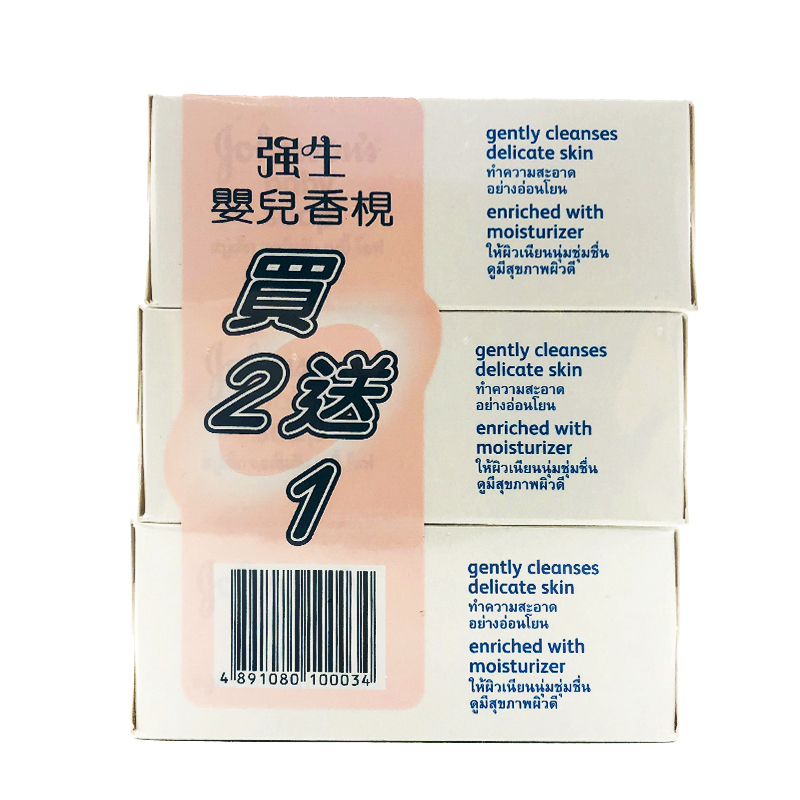 强生
嬰兒香梘
買
2送
1
4 891080 100034
gently cleanses
delicate skin
ทำความสะอาด
อย่างอ่อนโยน
enriched with
moisturizer
ให้ผิวเนียนนุ่มชุ่มชื่น
ดูมีสุขภาพผิวดี
gently cleanses
delicate skin
ทำความสะอาด
อย่างอ่อนโยน
enriched with
moisturizer
ให้ผิวเนียนนุ่มชุ่มชื่น
ดูมีสุขภาพผิวดี
gently cleanses
delicate skin
ทำความสะอาด
อย่างอ่อนโยน
enriched with
moisturizer
ให้ผิวเนียนนุ่มชุ่มชื่น
ดูมีสุขภาพผิวดี